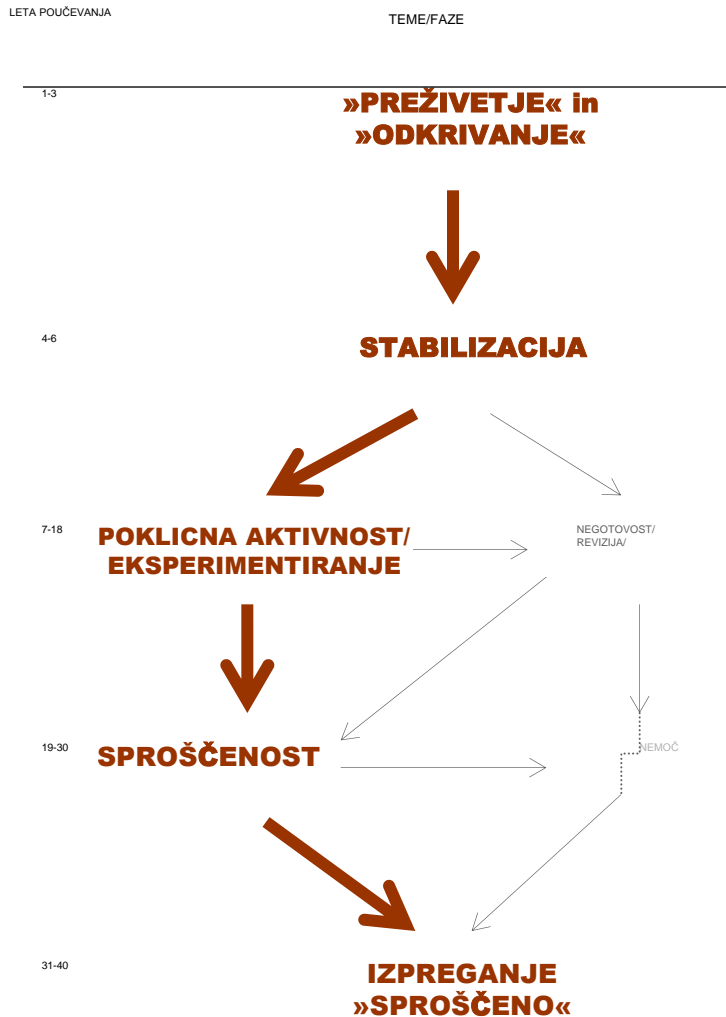 LETA POUČEVANJA
TEME/FAZE
1-3
»PREŽIVETJE« in
»ODKRIVANJE«
4-6
STABILIZACIJA
7-18
POKLICNA AKTIVNOST/
EKSPERIMENTIRANJE
NEGOTOVOST/
REVIZIJA/
19-30
SPROŠČENOST
NEMOČ
31-40
IZPREGANJE
»SPROŠČENO«